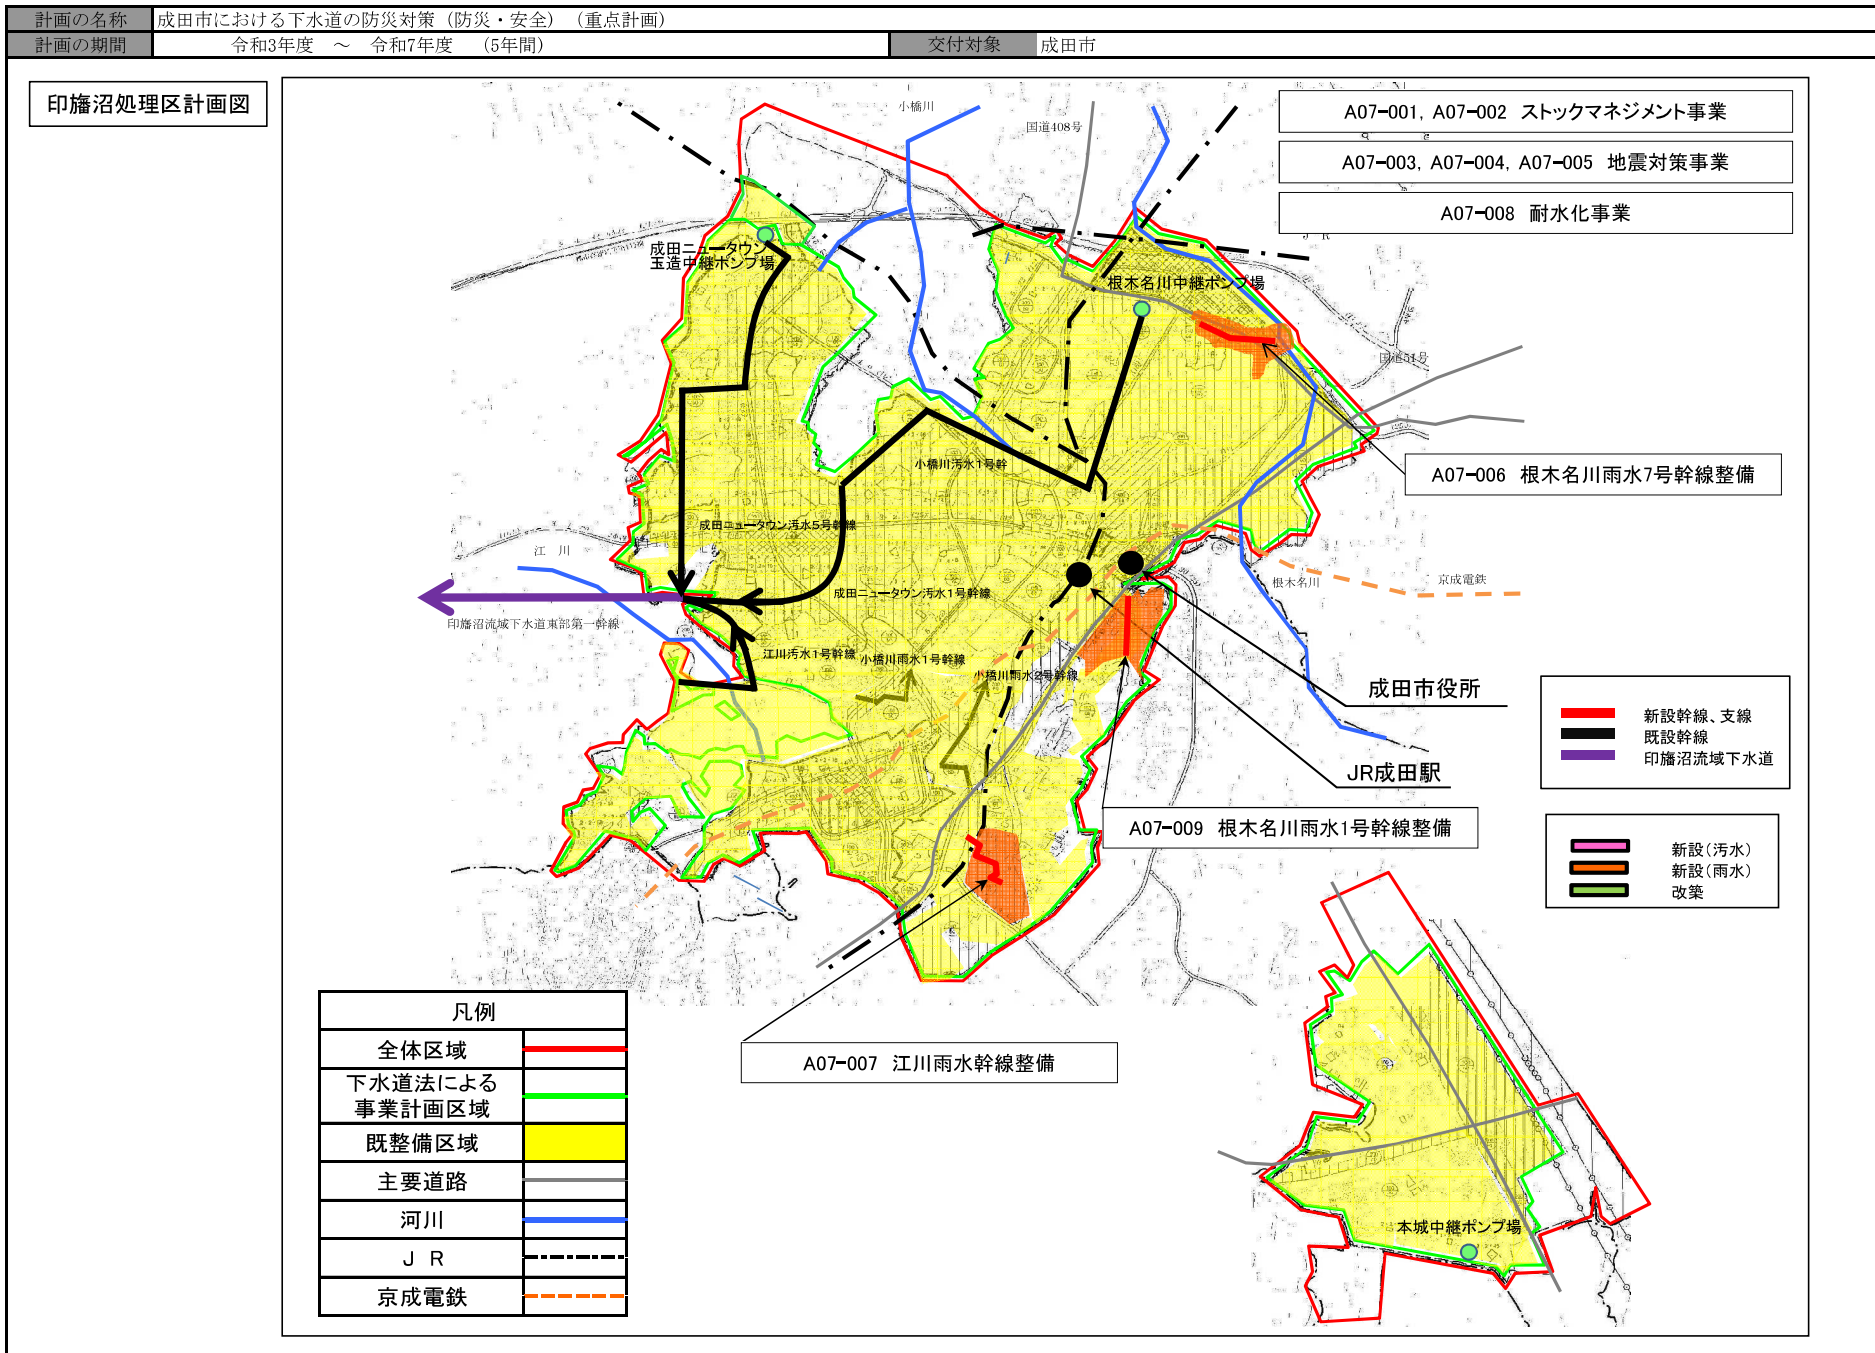 計画の名称
成田市における下水道の防災対策（防災・安全）（重点計画）
計画の期間
令和3年度　～　令和7年度　（5年間）
交付対象
成田市
印旛沼処理区計画図
A07-001, A07-002 ストックマネジメント事業
A07-003, A07-004, A07-005 地震対策事業
A07-008 耐水化事業
小橋川
国道408号
ＪＲ
成田ニュータウン
玉造中継ポンプ場
根木名川中継ポンプ場
国道51号
小橋川汚水1号幹
A07-006 根木名川雨水7号幹線整備
成田ニュータウン汚水5号幹線
江　川
根木名川
京成電鉄
成田ニュータウン汚水1号幹線
印旛沼流域下水道東部第一幹線
江川汚水1号幹線
小橋川雨水1号幹線
小橋川雨水2号幹線
成田市役所
JR成田駅
新設幹線、支線
既設幹線
印旛沼流域下水道
A07-009 根木名川雨水1号幹線整備
新設(汚水)
新設(雨水)
改築
A07-007 江川雨水幹線整備
本城中継ポンプ場
凡例
全体区域
下水道法による
事業計画区域
既整備区域
主要道路
河川
ＪＲ
京成電鉄